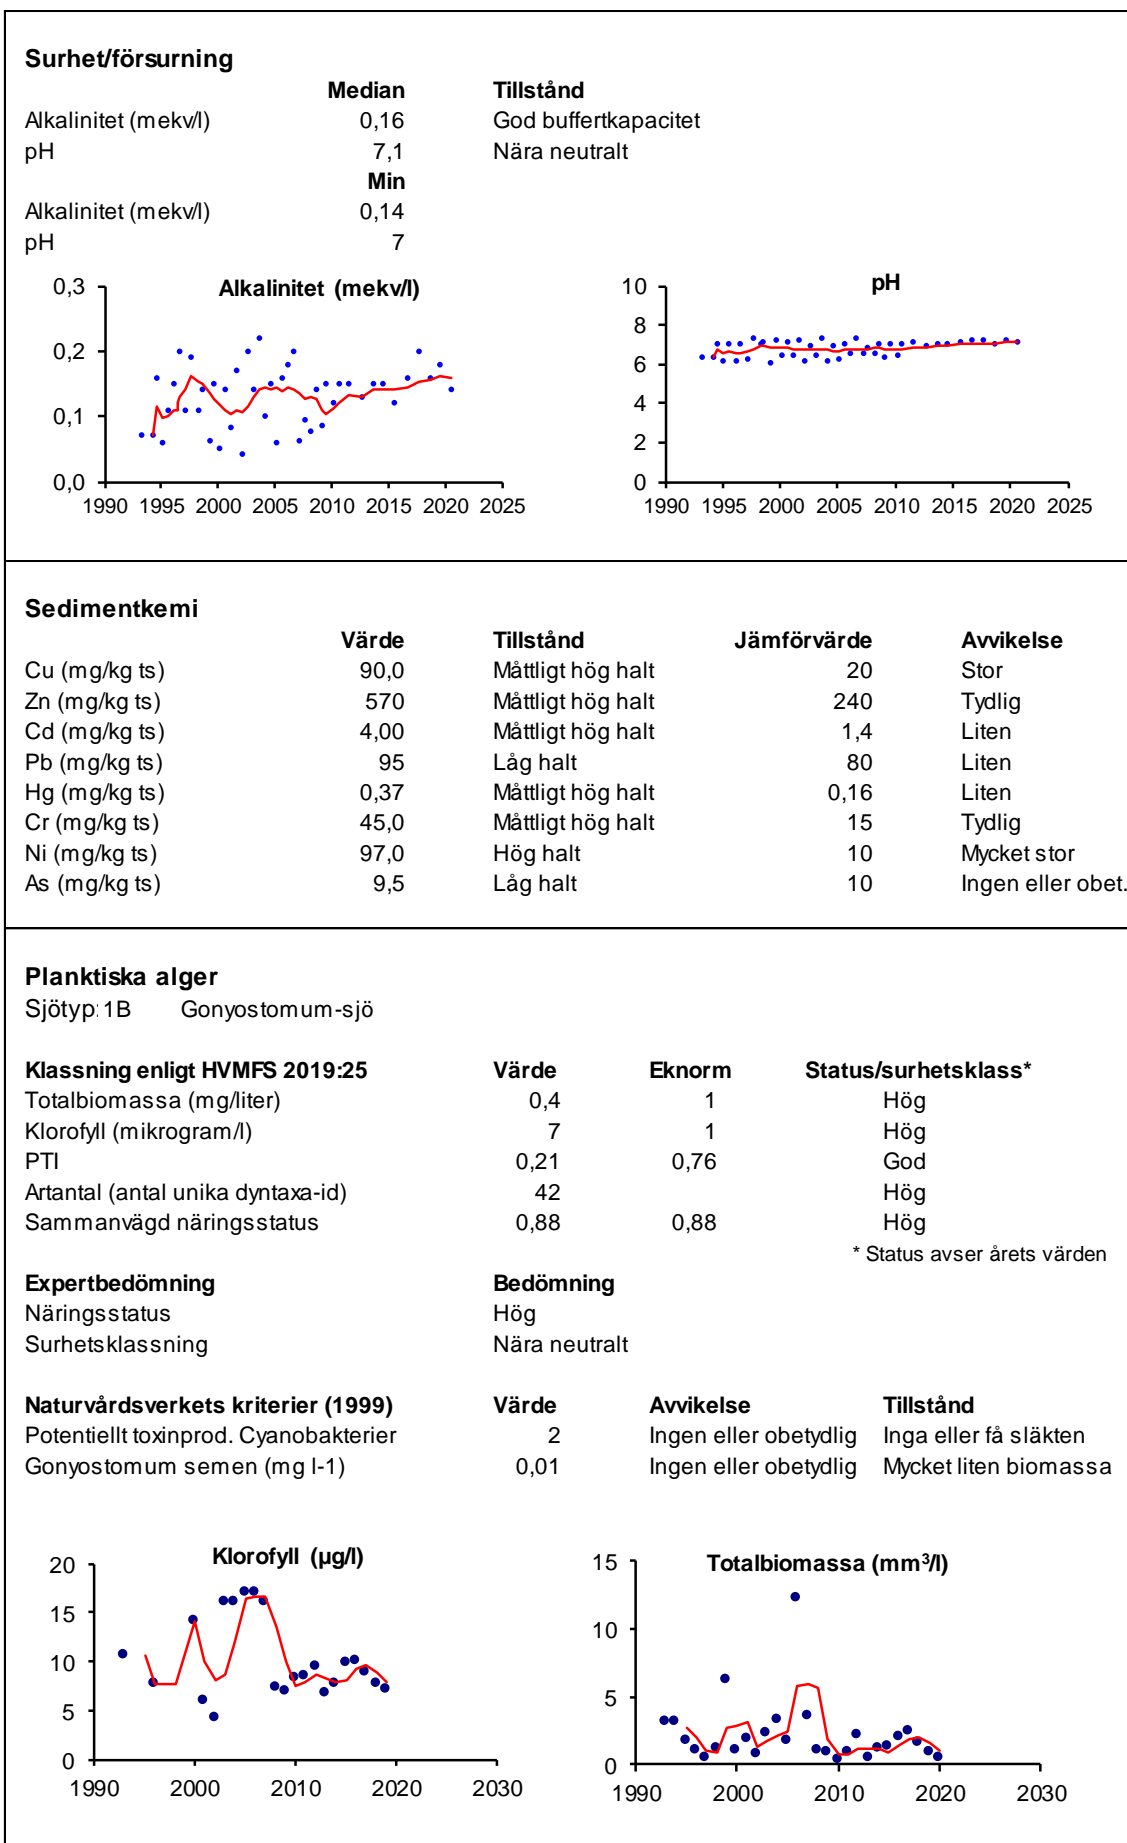 Surhet/försurning
Median Tillstånd
Alkalinitet (mekv/l) 0,16 God buffertkapacitet
pH 7,1 Nära neutralt
Min
Alkalinitet (mekv/l) 0,14
pH 7
Alkalinitet (mekv/l)
0,3
0,2
0,1
0,0
1990 1995 2000 2005 2010 2015 2020 2025
pH
10
8
6
4
2
0
1990 1995 2000 2005 2010 2015 2020 2025
Sedimentkemi
Värde Tillstånd Jämförvärde Avvikelse
Cu (mg/kg ts) 90,0 Måttligt hög halt 20 Stor
Zn (mg/kg ts) 570 Måttligt hög halt 240 Tydlig
Cd (mg/kg ts) 4,00 Måttligt hög halt 1,4 Liten
Pb (mg/kg ts) 95 Låg halt 80 Liten
Hg (mg/kg ts) 0,37 Måttligt hög halt 0,16 Liten
Cr (mg/kg ts) 45,0 Måttligt hög halt 15 Tydlig
Ni (mg/kg ts) 97,0 Hög halt 10 Mycket stor
As (mg/kg ts) 9,5 Låg halt 10 Ingen eller obet.
Planktiska alger
Sjötyp: 1B Gonyostomum-sjö
Klassning enligt HVMFS 2019:25 Värde Eknorm Status/surhetsklass*
Totalbiomassa (mg/liter) 0,4 1 Hög
Klorofyll (mikrogram/l) 7 1 Hög
PTI 0,21 0,76 God
Artantal (antal unika dyntaxa-id) 42 Hög
Sammanvägd näringsstatus 0,88 0,88 Hög
* Status avser årets värden
Expertbedömning Bedömning
Näringsstatus Hög
Surhetsklassning Nära neutralt
Naturvårdsverkets kriterier (1999) Värde Avvikelse Tillstånd
Potentiellt toxinprod. Cyanobakterier 2 Ingen eller obetydlig Inga eller få släkten
Gonyostomum semen (mg l-1) 0,01 Ingen eller obetydlig Mycket liten biomassa
Klorofyll (µg/l)
20
15
10
5
0
1990 2000 2010 2020 2030
Totalbiomassa (mm³/l)
15
10
5
0
1990 2000 2010 2020 2030